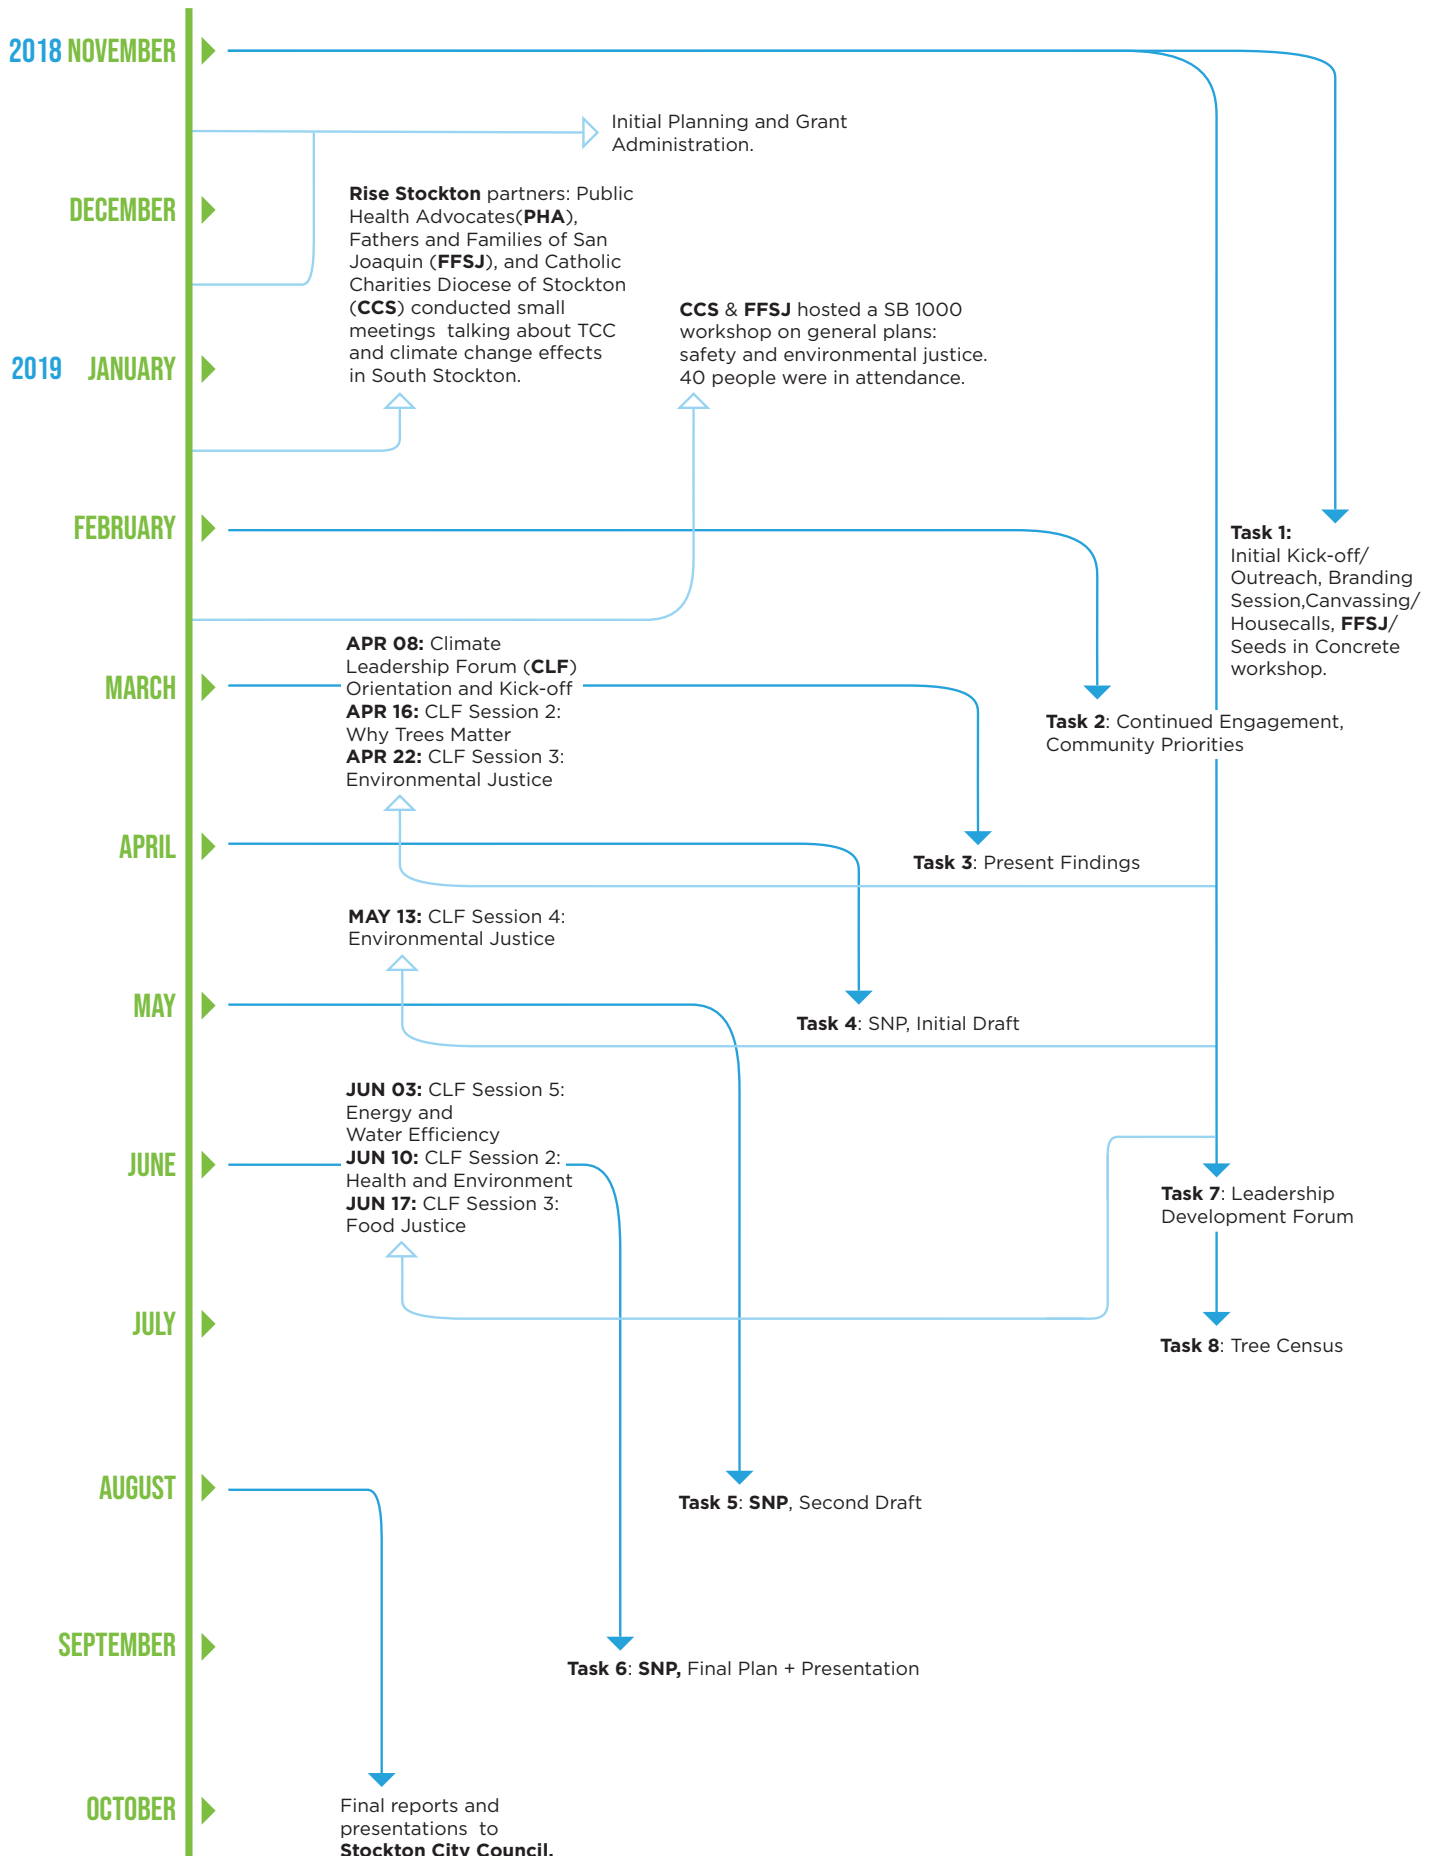 2018 NOVEMBER
Initial Planning and Grant
Administration.
DECEMBER
Rise Stockton partners: Public
Health Advocates(PHA),
Fathers and Families of San
Joaquin (FFSJ), and Catholic
Charities Diocese of Stockton
(CCS) conducted small
meetings talking about TCC
and climate change effects
in South Stockton.
CCS & FFSJ hosted a SB 1000
workshop on general plans:
safety and environmental justice.
40 people were in attendance.
2019 JANUARY
FEBRUARY
Task 1:
Initial Kick-off/
Outreach, Branding
Session,Canvassing/
Housecalls, FFSJ/
Seeds in Concrete
workshop.
APR 08: Climate
Leadership Forum (CLF)
Orientation and Kick-off
APR 16: CLF Session 2:
Why Trees Matter
APR 22: CLF Session 3:
Environmental Justice
MARCH
Task 2: Continued Engagement,
Community Priorities
APRIL
Task 3: Present Findings
MAY 13: CLF Session 4:
Environmental Justice
MAY
Task 4: SNP, Initial Draft
JUN 03: CLF Session 5:
Energy and
Water Efficiency
JUN 10: CLF Session 2:
Health and Environment
JUN 17: CLF Session 3:
Food Justice
JUNE
Task 7: Leadership
Development Forum
JULY
Task 8: Tree Census
AUGUST
Task 5: SNP, Second Draft
SEPTEMBER
Task 6: SNP, Final Plan + Presentation
OCTOBER
Final reports and
presentations to
Stockton City Council.